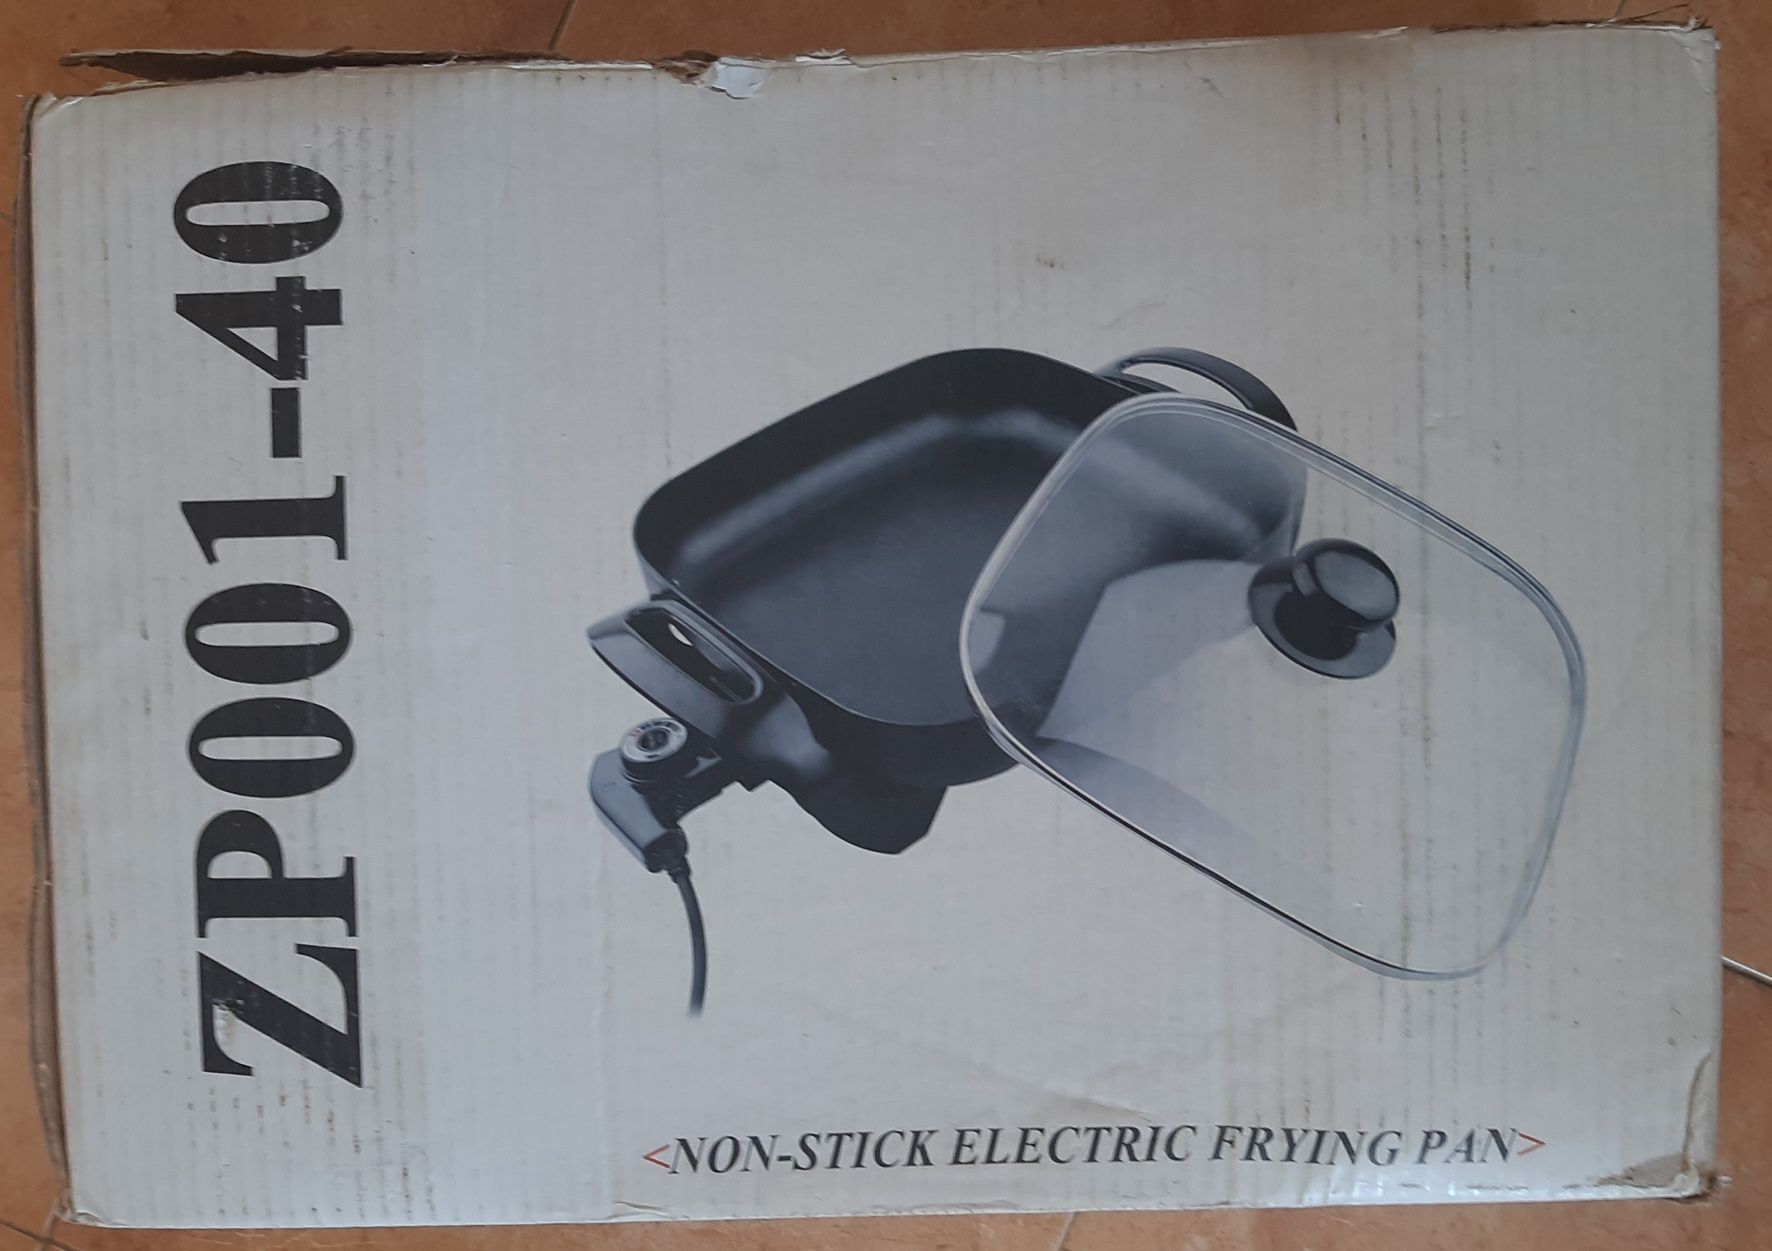 ZP001-40
<NON-STICK ELECTRIC FRYING PAN>